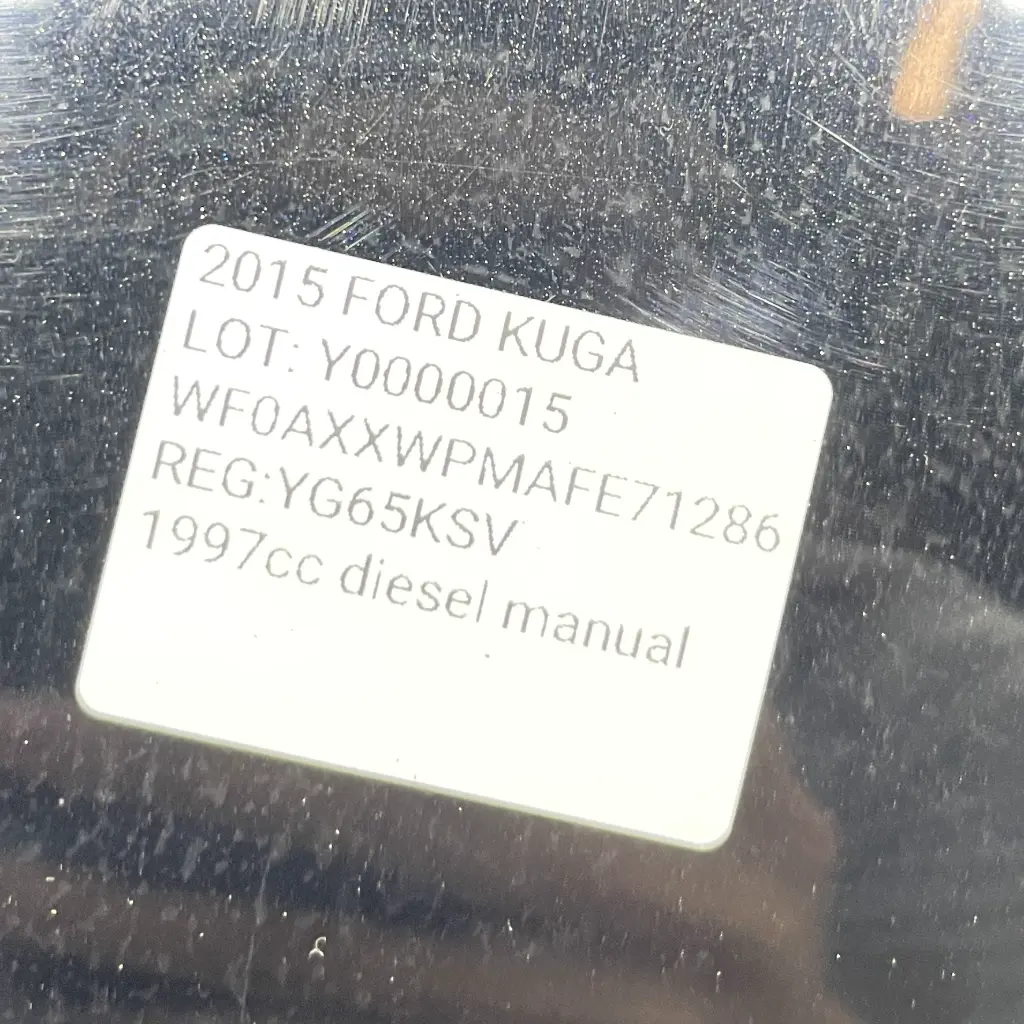 2015 FORD KUGA
LOT: Y0000015
WF0AXXWPMAFE71286
REG:YG65KSV
1997cc diesel manual